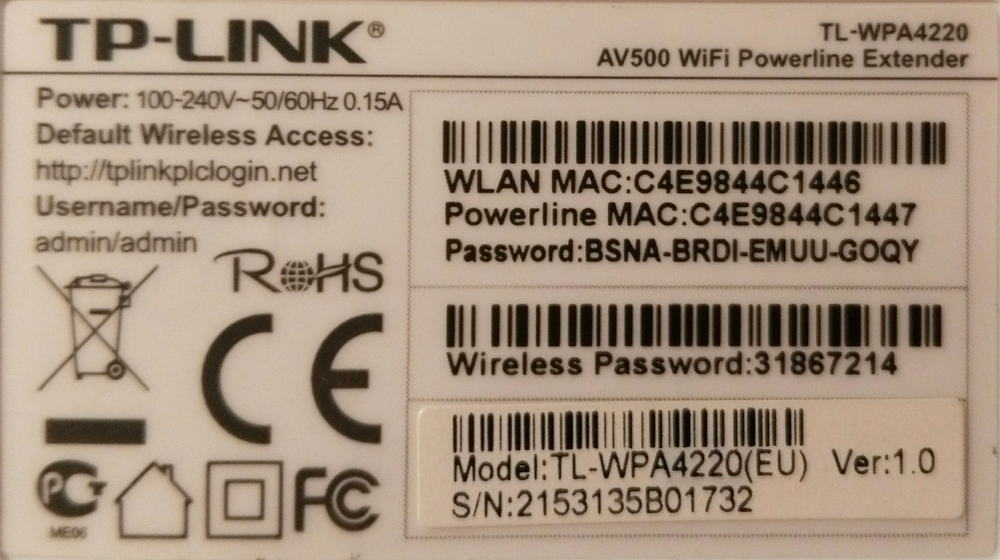 TP-LINK®
TL-WPA4220
AV500 WiFi Powerline Extender
Power: 100-240V~50/60Hz 0.15A
Default Wireless Access:
http://tplinkplclogin.net
Username/Password:
admin/admin
RoHS
CE
PCT
ME06
FC
WLAN MAC:C4E9844C1446
Powerline MAC:C4E9844C1447
Password:BSNA-BRDI-EMUU-GOQY
Wireless Password:31867214
Model:TL-WPA4220(EU) Ver:1.0
S/N:2153135B01732